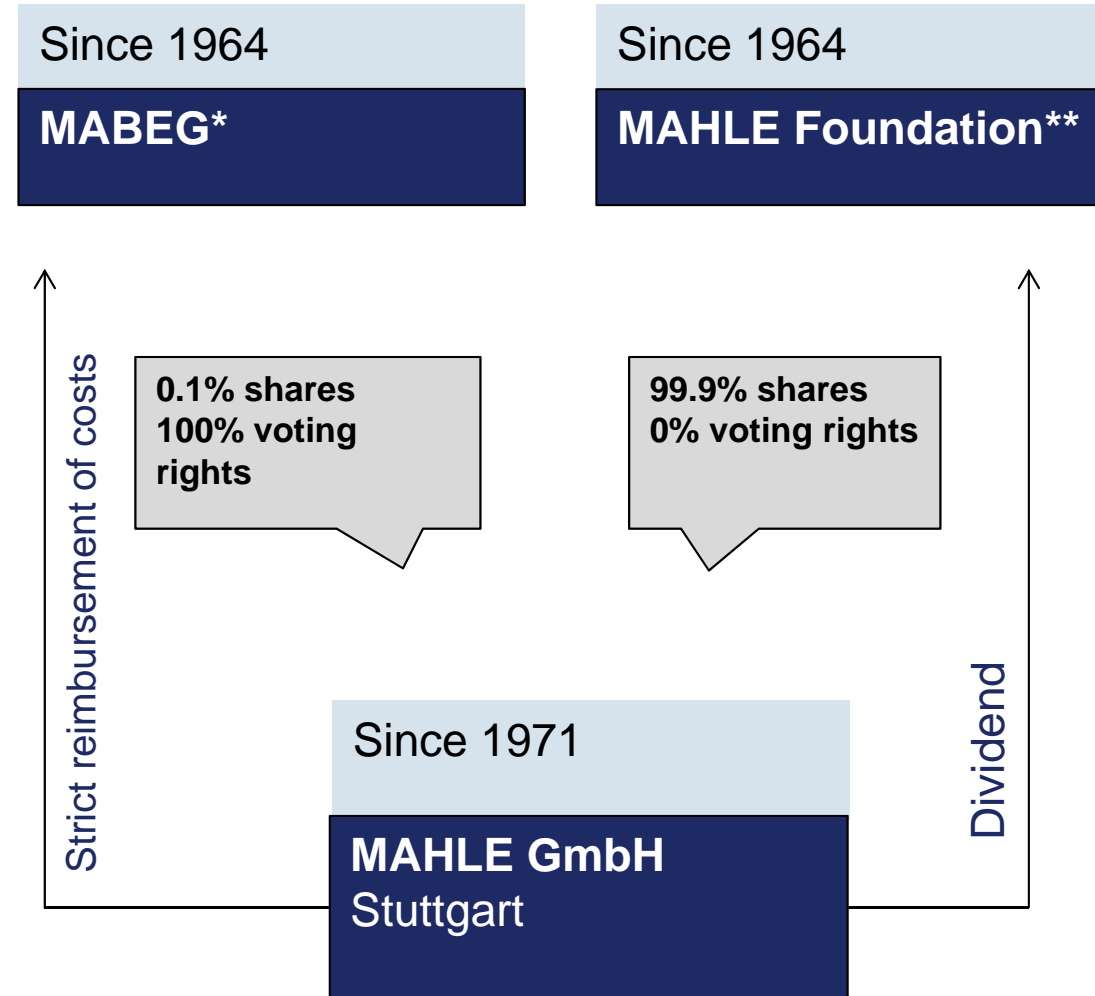 Since 1964
MABEG*
Since 1964
MAHLE Foundation**
Strict reimbursement of costs
0.1% shares
100% voting
rights
99.9% shares
0% voting rights
Dividend
Since 1971
MAHLE GmbH
Stuttgart